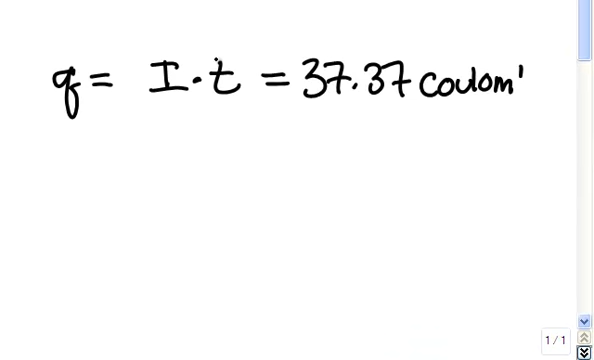 q = I · t = 37.37 coulom'
1 / 1